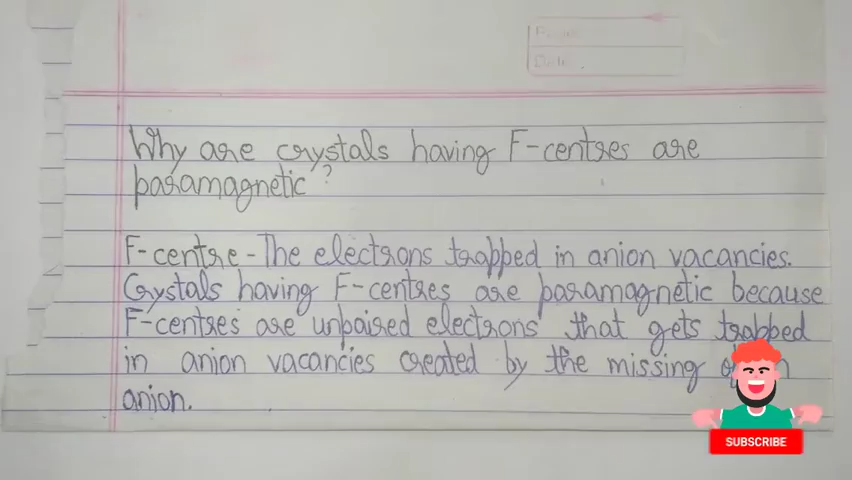 Why are crystals having F-centres are
paramagnetic?
F-centre - The electrons trapped in anion vacancies.
Crystals having F-centres are paramagnetic because
F-centres are unpaired electrons that gets trapped
in anion vacancies created by the missing of
anion.
SUBSCRIBE